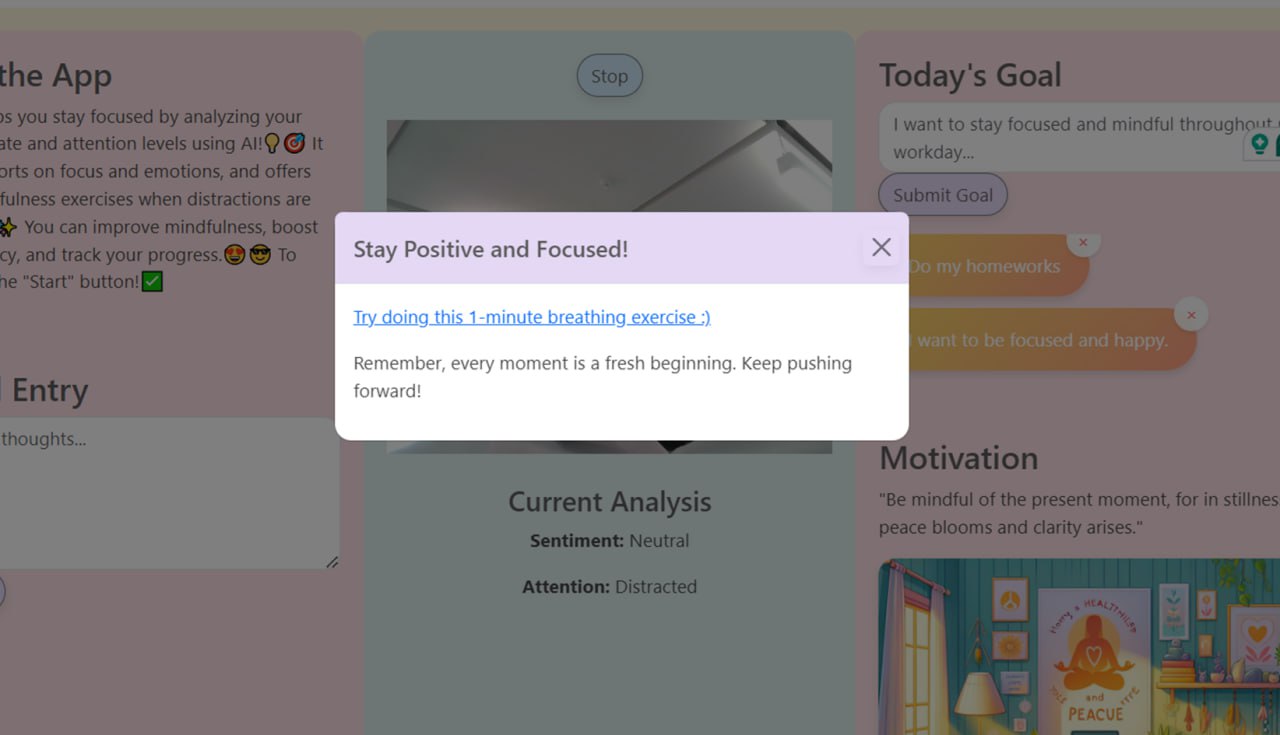 the App
os you stay focused by analyzing your
ate and attention levels using AI!💡🎯 It
orts on focus and emotions, and offers
fulness exercises when distractions are
✨ You can improve mindfulness, boost
cy, and track your progress.😍😎 To
he "Start" button!✅
Entry
thoughts...
Stop
Stay Positive and Focused!
Try doing this 1-minute breathing exercise :)
Remember, every moment is a fresh beginning. Keep pushing
forward!
Current Analysis
Sentiment: Neutral
Attention: Distracted
Today's Goal
I want to stay focused and mindful throughout
workday...
Submit Goal
Do my homeworks
I want to be focused and happy.
Motivation
"Be mindful of the present moment, for in stillnes
peace blooms and clarity arises."
HEALTHIILER
and
PEACUE